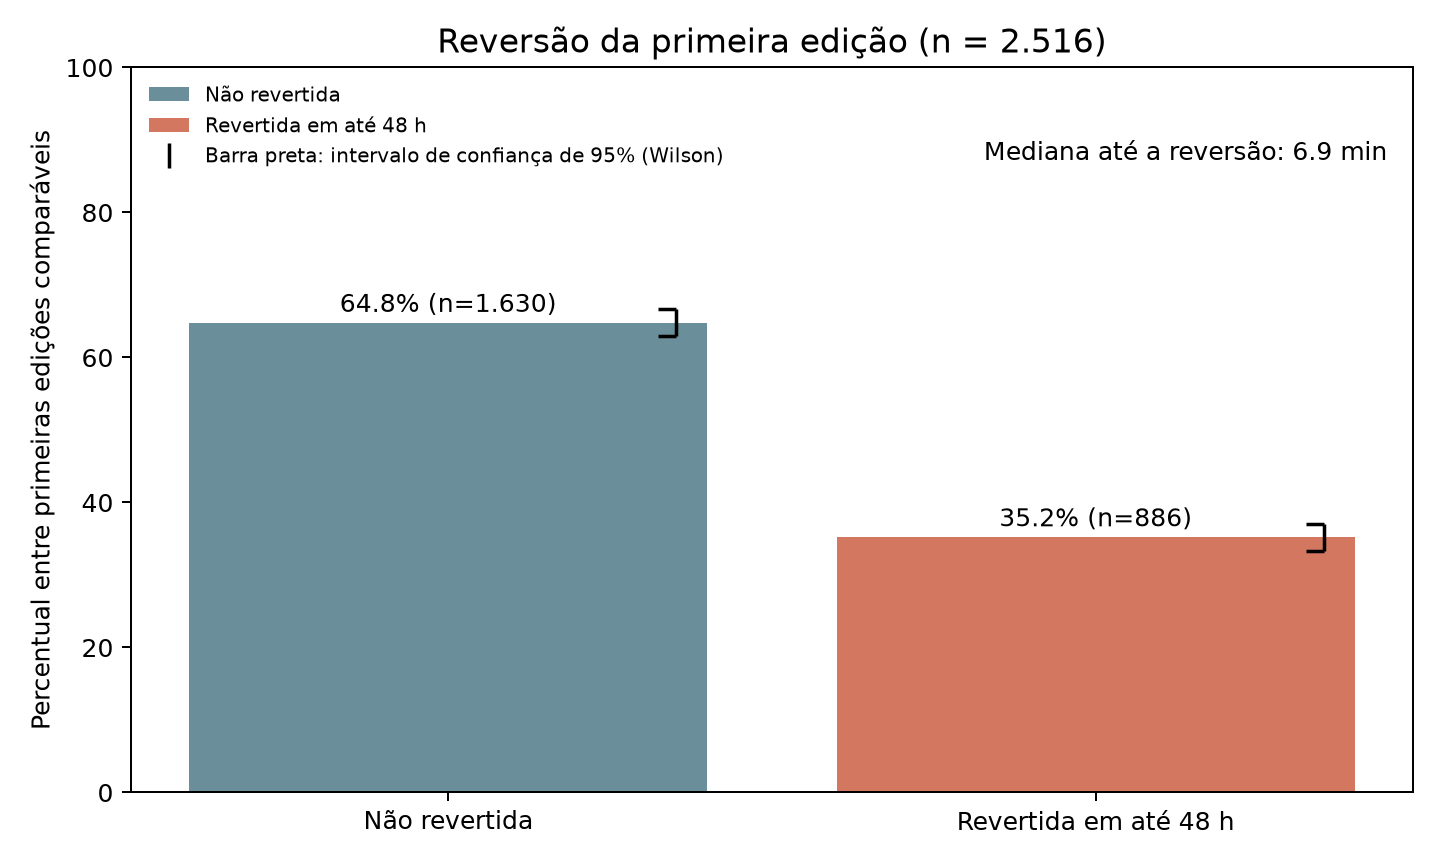 Reversão da primeira edição (n = 2.516)
Percentual entre primeiras edições comparáveis
100
80
60
40
20
0
Não revertida
Revertida em até 48 h
Barra preta: intervalo de confiança de 95% (Wilson)
Mediana até a reversão: 6.9 min
64.8% (n=1.630)
35.2% (n=886)
Não revertida
Revertida em até 48 h